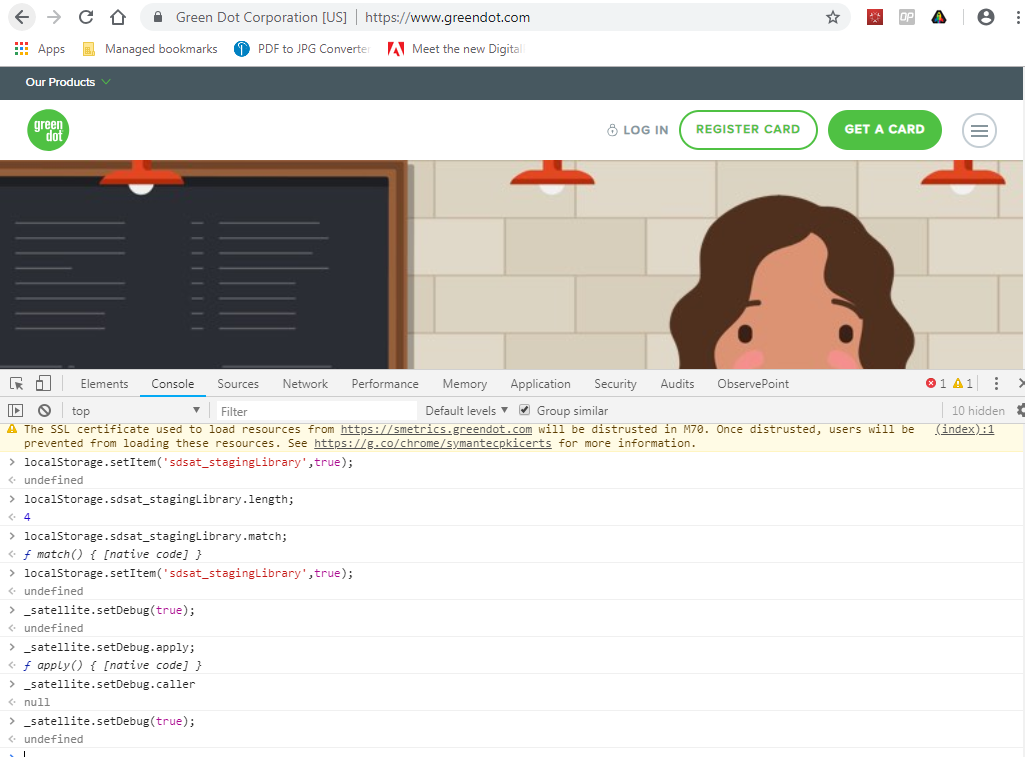 Green Dot Corporation [US] | https://www.greendot.com
OP
Apps Managed bookmarks PDF to JPG Converter Meet the new Digital
Our Products
green
dot
LOG IN REGISTER CARD GET A CARD
Elements Console Sources Network Performance Memory Application Security Audits ObservePoint 1 1
top Filter Default levels Group similar 10 hidden
The SSL certificate used to load resources from https://smetrics.greendot.com will be distrusted in M70. Once distrusted, users will be (index):1
prevented from loading these resources. See https://g.co/chrome/symantecpkicerts for more information.
> localStorage.setItem('sdsat_stagingLibrary',true);
undefined
> localStorage.sdsat_stagingLibrary.length;
4
> localStorage.sdsat_stagingLibrary.match;
ƒ match() { [native code] }
> localStorage.setItem('sdsat_stagingLibrary',true);
undefined
> _satellite.setDebug(true);
undefined
> _satellite.setDebug.apply;
ƒ apply() { [native code] }
> _satellite.setDebug.caller
null
> _satellite.setDebug(true);
undefined